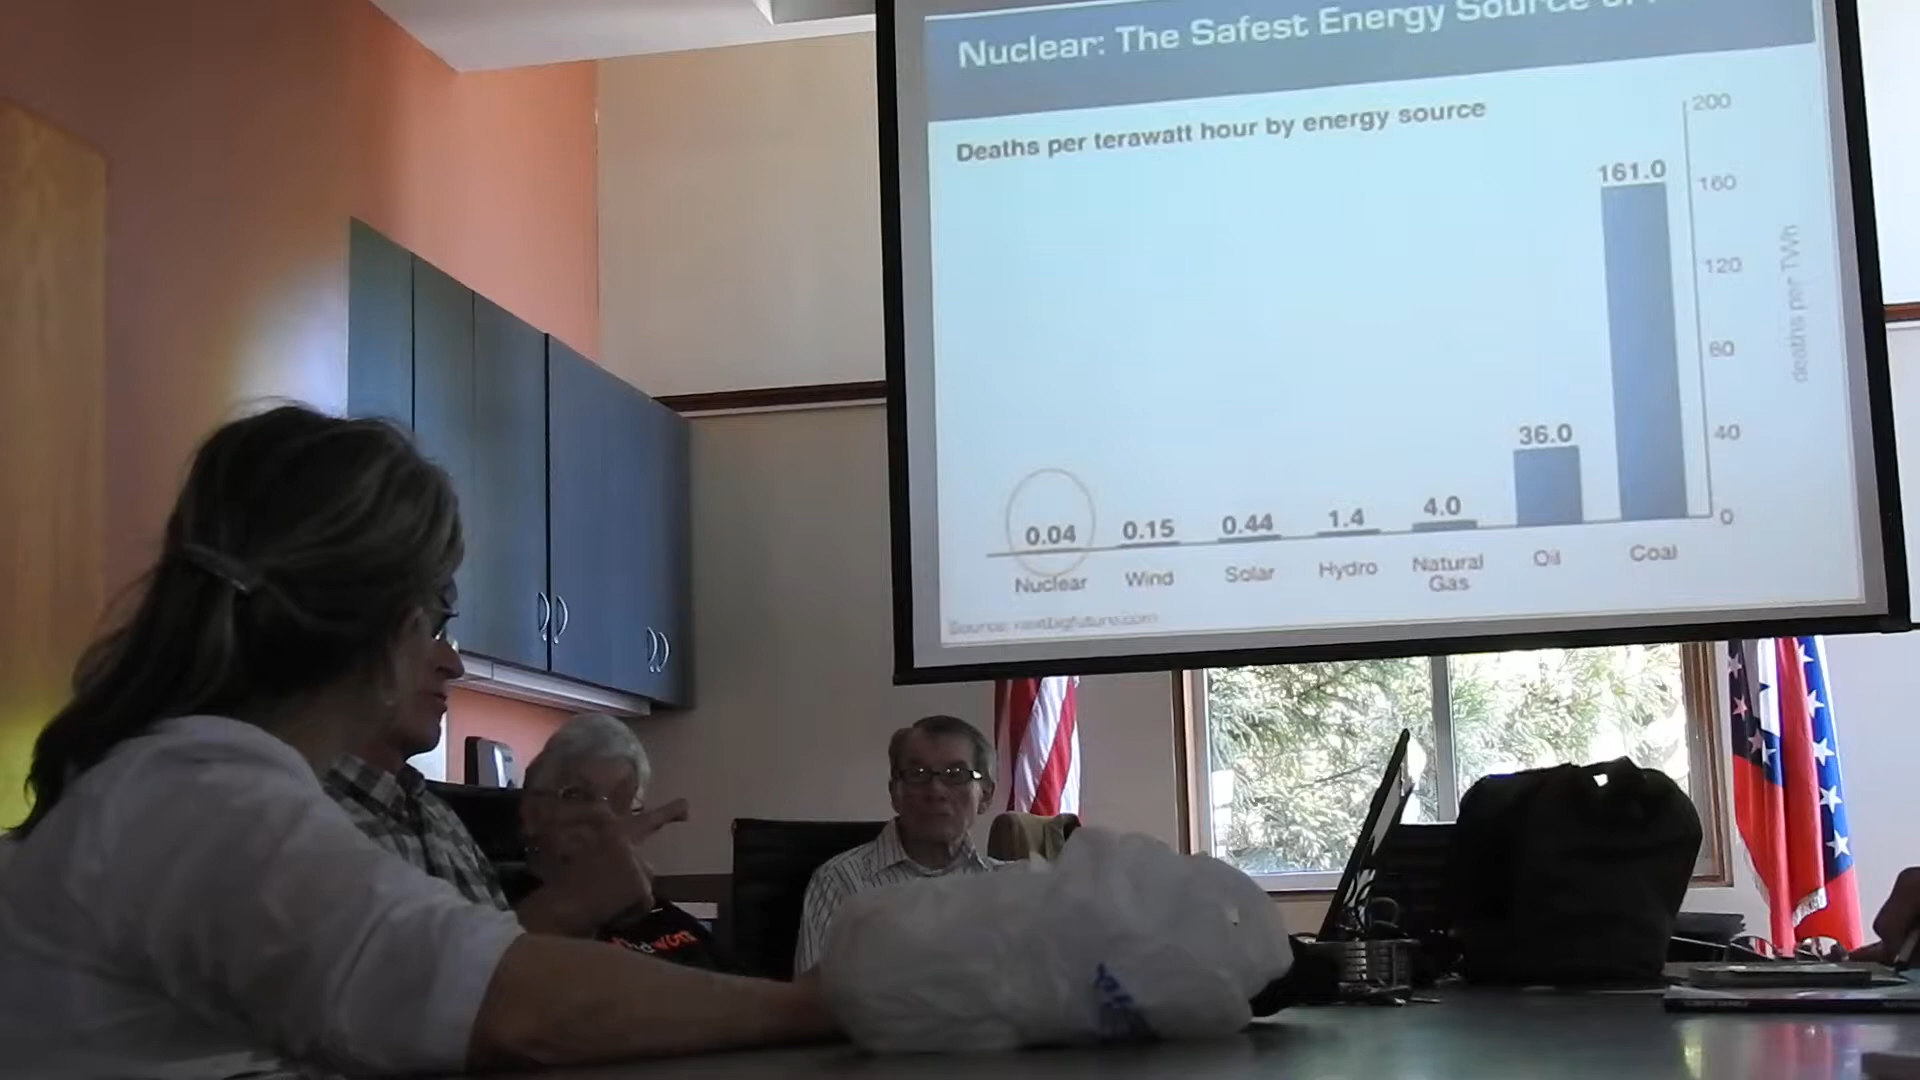 Nuclear: The Safest Energy Source
Deaths per terawatt hour by energy source
200
161.0
160
120
deaths per TWh
80
36.0
40
0.04 0.15 0.44 1.4 4.0
0
Nuclear Wind Solar Hydro Natural Gas Oil Coal
Source: nextbigfuture.com